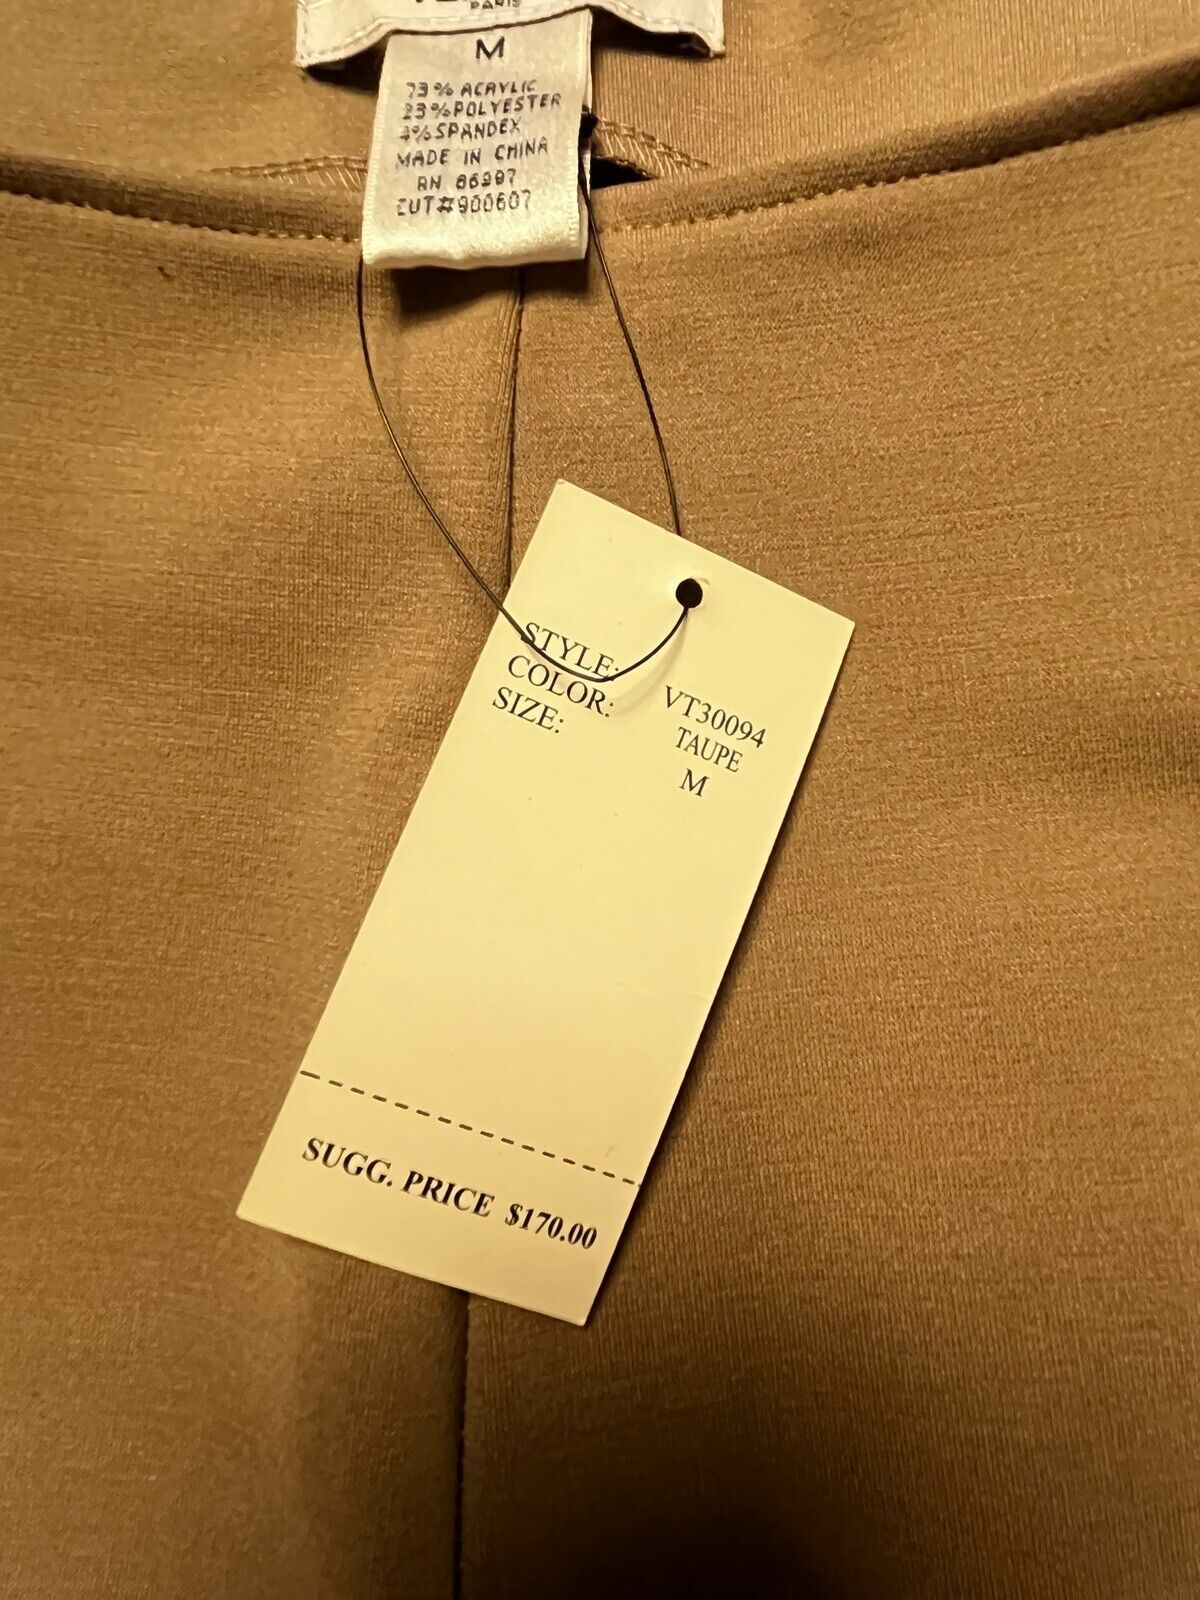 PARIS
M
73% ACRYLIC
23% POLYESTER
4% SPANDEX
MADE IN CHINA
RN 86997
CUT#900607
STYLE: VT30094
COLOR: TAUPE
SIZE: M
SUGG. PRICE $170.00